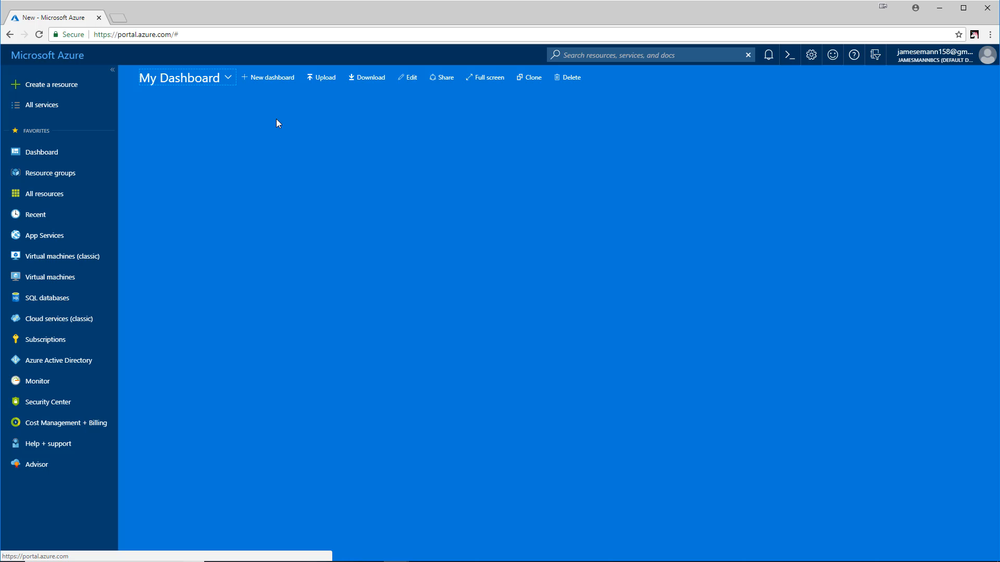 New - Microsoft Azure
Secure
https://portal.azure.com/#
Microsoft Azure
Search resources, services, and docs
jamesemann158@gm...
JAMESMANNBCS (DEFAULT D...
My Dashboard
New dashboard
Upload
Download
Edit
Share
Full screen
Clone
Delete
Create a resource
All services
FAVORITES
Dashboard
Resource groups
All resources
Recent
App Services
Virtual machines (classic)
Virtual machines
SQL databases
Cloud services (classic)
Subscriptions
Azure Active Directory
Monitor
Security Center
Cost Management + Billing
Help + support
Advisor
https://portal.azure.com